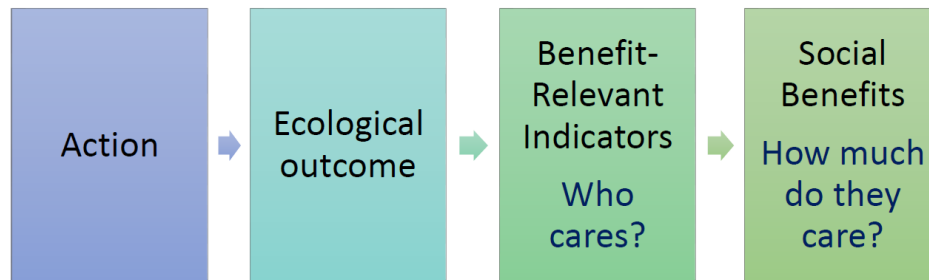 Action
Ecological
outcome
Benefit-
Relevant
Indicators
Who
cares?
Social
Benefits
How much
do they
care?